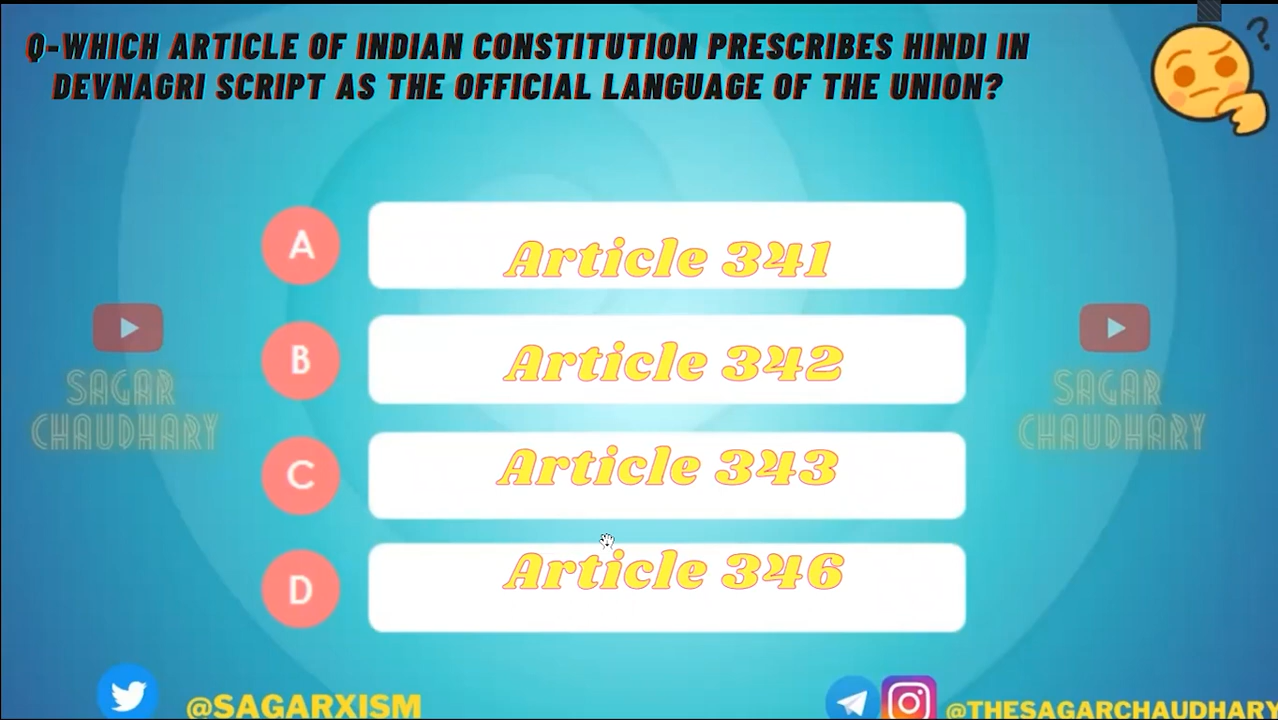 Q-WHICH ARTICLE OF INDIAN CONSTITUTION PRESCRIBES HINDI IN
DEVNAGRI SCRIPT AS THE OFFICIAL LANGUAGE OF THE UNION?
A Article 341
B Article 342
SAGAR
CHAUDHARY
SAGAR
CHAUDHARY
C Article 343
D Article 346
@SAGARXISM
@THESAGARCHAUDHARY